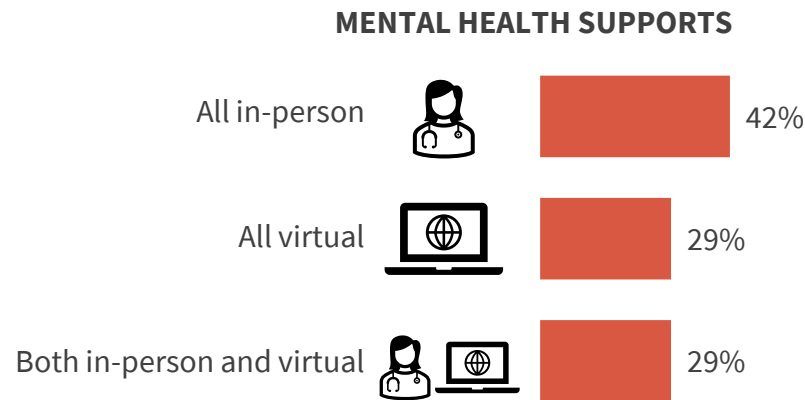 MENTAL HEALTH SUPPORTS
All in-person 42%
All virtual 29%
Both in-person and virtual 29%